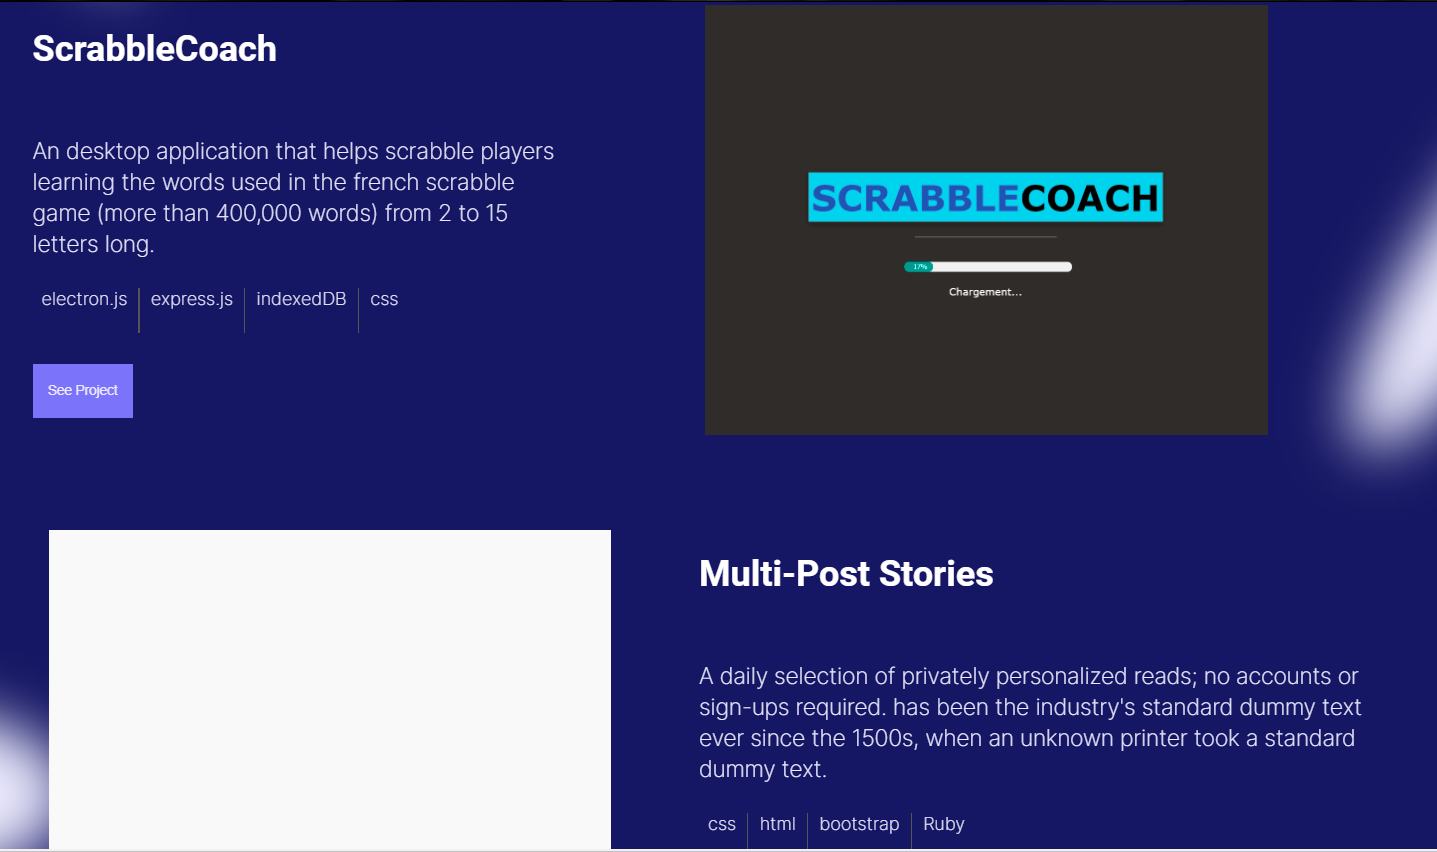 ScrabbleCoach
An desktop application that helps scrabble players
learning the words used in the french scrabble
game (more than 400,000 words) from 2 to 15
letters long.
electron.js express.js indexedDB css
See Project
SCRABBLECOACH
17%
Chargement...
Multi-Post Stories
A daily selection of privately personalized reads; no accounts or
sign-ups required. has been the industry's standard dummy text
ever since the 1500s, when an unknown printer took a standard
dummy text.
css html bootstrap Ruby